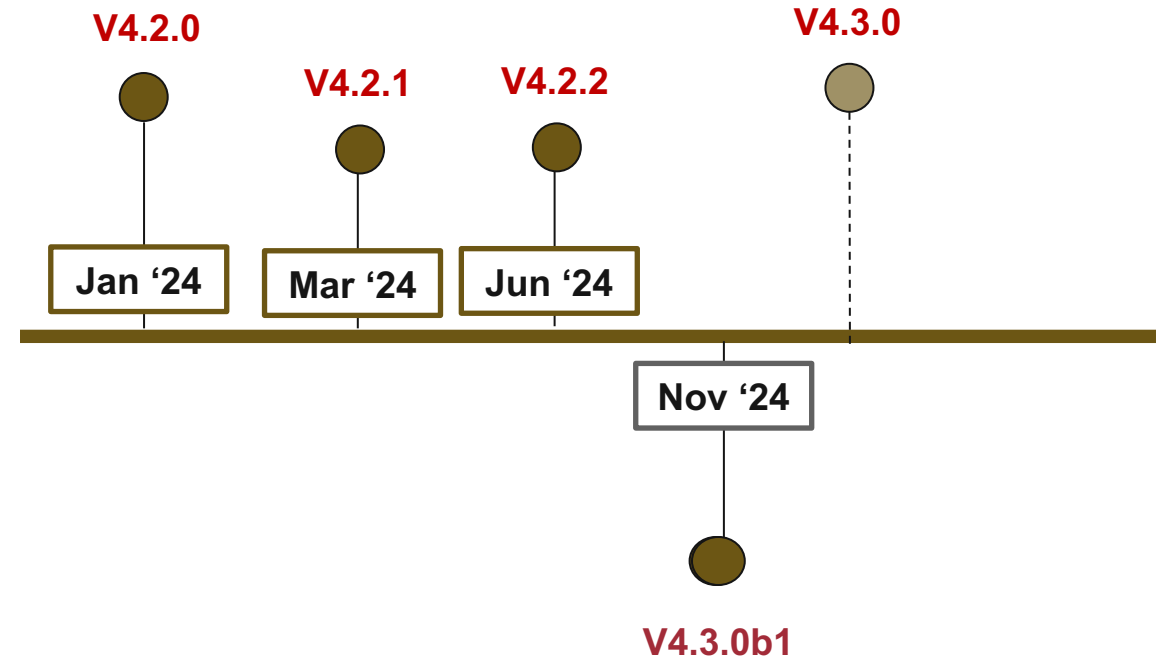 V4.2.0
V4.3.0
V4.2.1
V4.2.2
Jan ‘24
Mar ‘24
Jun ‘24
Nov ‘24
V4.3.0b1